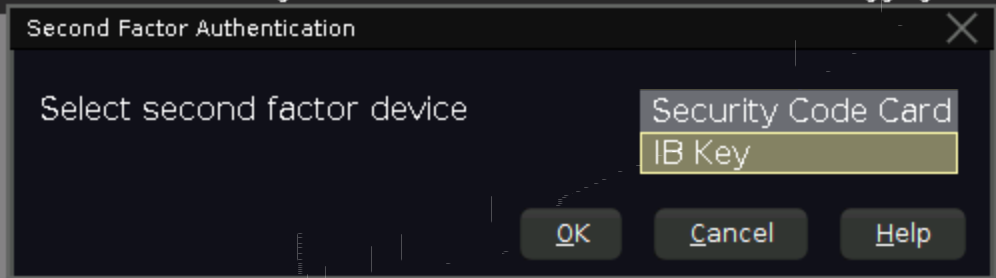 Second Factor Authentication
Select second factor device
Security Code Card
IB Key
OK
Cancel
Help